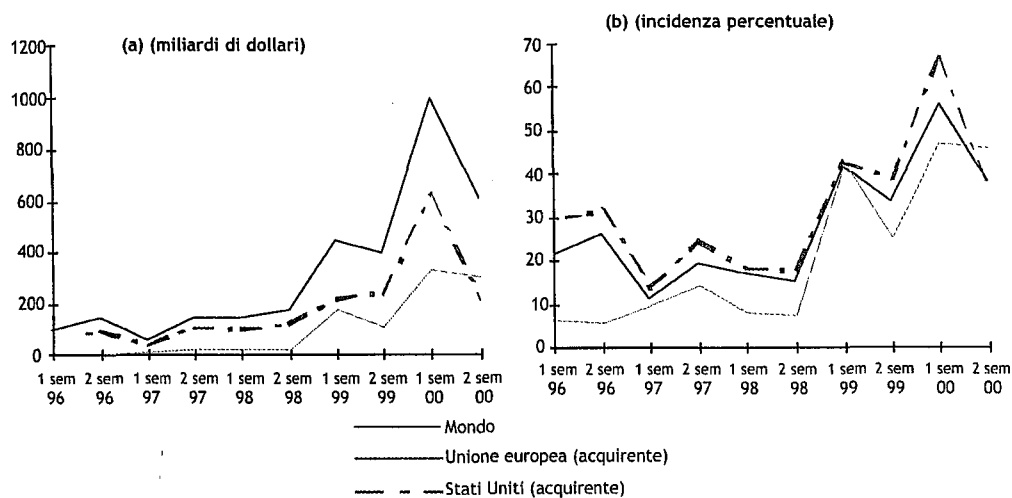 (a) (miliardi di dollari)
1200
1000
800
600
400
200
0
1 sem 2 sem 1 sem 2 sem 1 sem 2 sem 1 sem 2 sem 1 sem 2 sem
96 96 97 97 98 98 99 99 00 00
(b) (incidenza percentuale)
70
60
50
40
30
20
10
0
1 sem 2 sem 1 sem 2 sem 1 sem 2 sem 1 sem 2 sem 1 sem 2 sem
96 96 97 97 98 98 99 99 00 00
Mondo
Unione europea (acquirente)
Stati Uniti (acquirente)